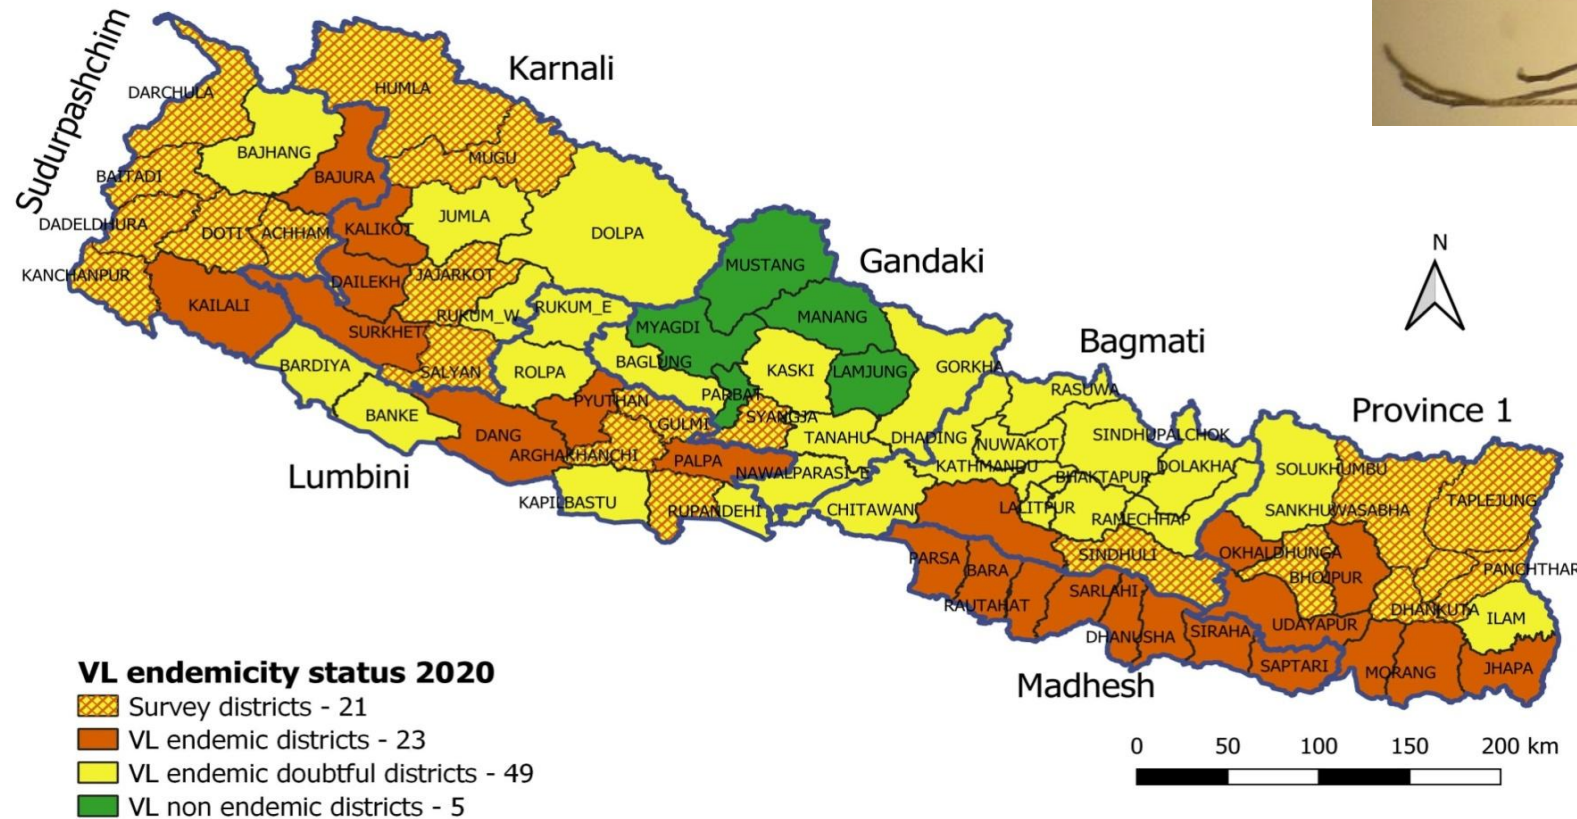 Sudurpashchim
Karnali
DARCHULA
HUMLA
BAJHANG
MUGU
BAITADI
BAJURA
DADELDHURA
DOTI
ACHHAM
KALIKOT
JUMLA
DOLPA
KANCHANPUR
DAILEKH
JAJARKOT
KAILALI
SURKHET
RUKUM_W
RUKUM_E
MUSTANG
Gandaki
MANANG
MYAGDI
BARDIYA
SALYAN
ROLPA
BAGLUNG
KASKI
LAMJUNG
GORKHA
BANKE
PYUTHAN
PARBAT
GULMI
SYANGJA
DANG
ARGHAKHANCHI
PALPA
TANAHU
DHADING
Lumbini
KAPILBASTU
RUPANDEHI
NAWALPARASI_E
CHITAWAN
N
Bagmati
RASUWA
NUWAKOT
SINDHUPALCHOK
KATHMANDU
BHAKTAPUR
DOLAKHA
LALITPUR
RAMECHHAP
SINDHULI
Province 1
SOLUKHUMBU
SANKHUWASABHA
TAPLEJUNG
OKHALDHUNGA
BHOJPUR
PANCHTHAR
DHANKUTA
ILAM
UDAYAPUR
PARSA
BARA
RAUTAHAT
SARLAHI
DHANUSHA
SIRAHA
SAPTARI
MORANG
JHAPA
Madhesh
VL endemicity status 2020
Survey districts - 21
VL endemic districts - 23
VL endemic doubtful districts - 49
VL non endemic districts - 5
0 50 100 150 200 km